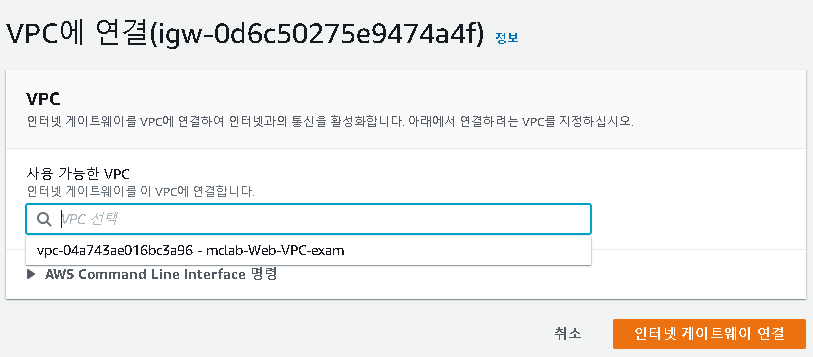 VPC에 연결(igw-0d6c50275e9474a4f) 정보
VPC
인터넷 게이트웨이를 VPC에 연결하여 인터넷과의 통신을 활성화합니다. 아래에서 연결하려는 VPC를 지정하십시오.
사용 가능한 VPC
인터넷 게이트웨이를 이 VPC에 연결합니다.
VPC 선택
vpc-04a743ae016bc3a96 - mclab-Web-VPC-exam
AWS Command Line Interface 명령
취소
인터넷 게이트웨이 연결